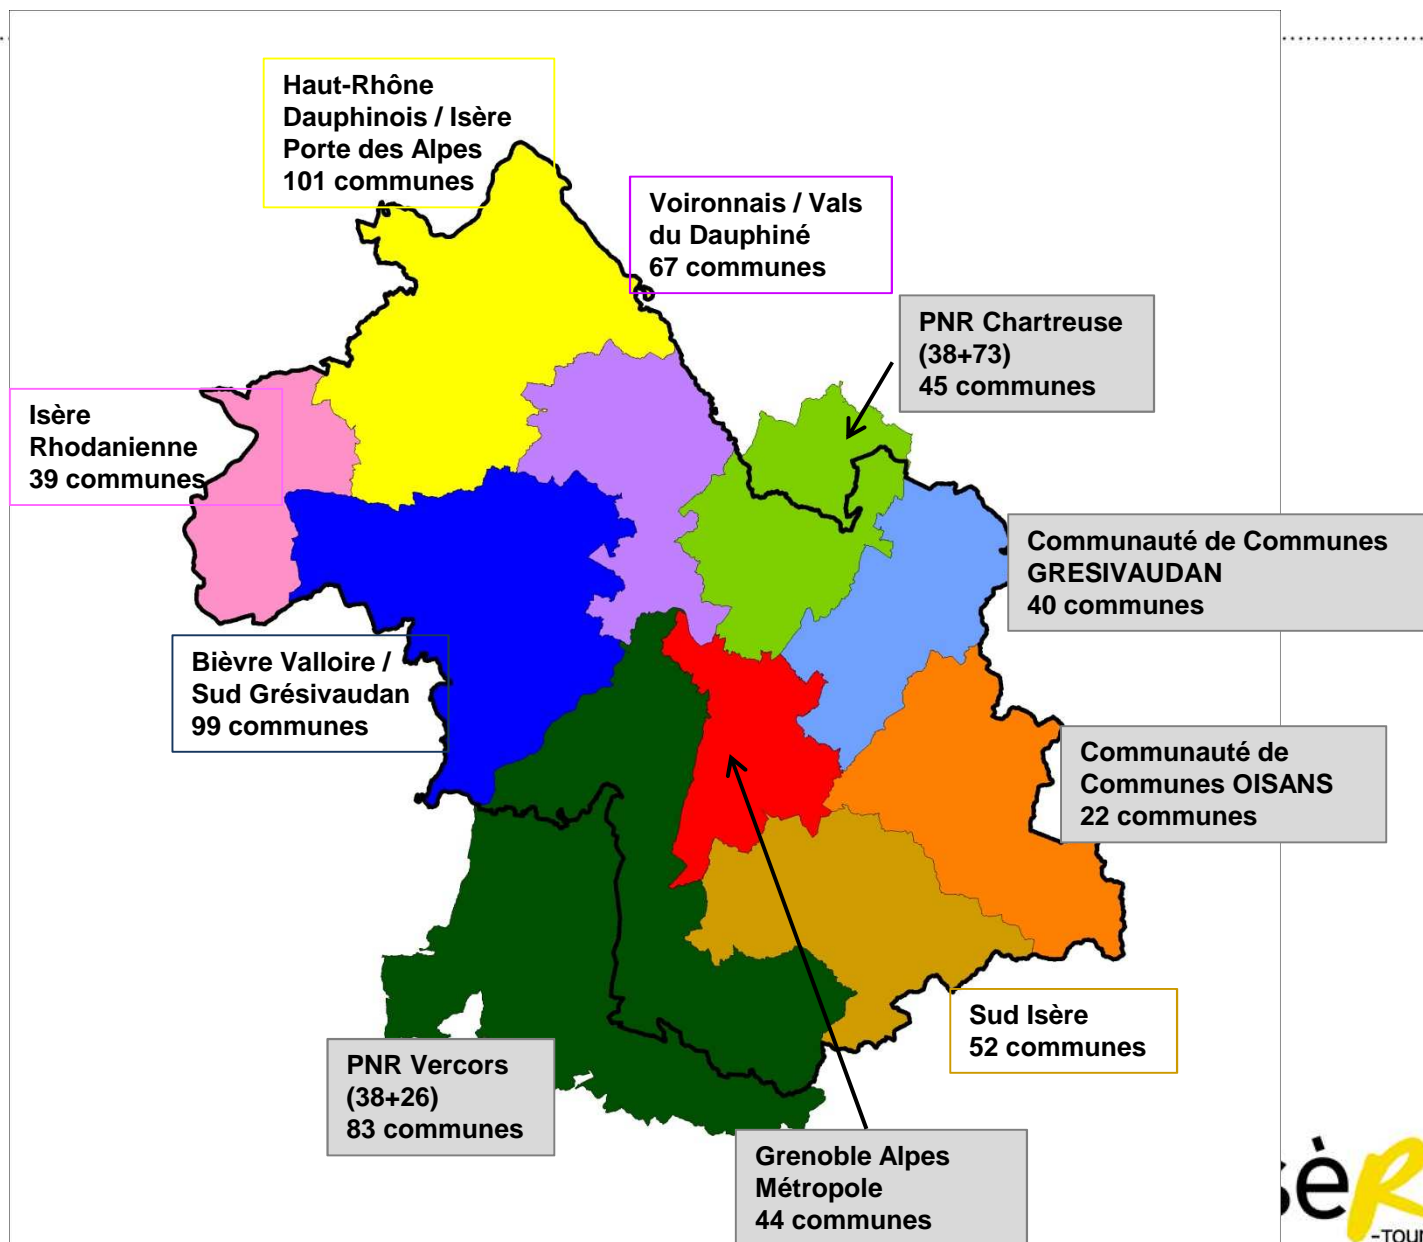 Haut-Rhône
Dauphinois / Isère
Porte des Alpes
101 communes
Voironnais / Vals
du Dauphiné
67 communes
PNR Chartreuse
(38+73)
45 communes
Isère
Rhodanienne
39 communes
Communauté de Communes
GRESIVAUDAN
40 communes
Bièvre Valloire /
Sud Grésivaudan
99 communes
Communauté de
Communes OISANS
22 communes
Sud Isère
52 communes
PNR Vercors
(38+26)
83 communes
Grenoble Alpes
Métropole
44 communes